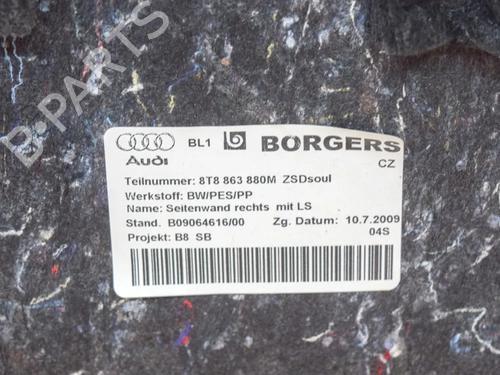 B-PARTS
BL1 BORGERS
Audi CZ
Teilnummer: 8T8 863 880M ZSDsoul
Werkstoff: BW/PES/PP
Name: Seitenwand rechts mit LS
Stand. B09064616/00 Zg. Datum: 10.7.2009
Projekt: B8 SB 04S